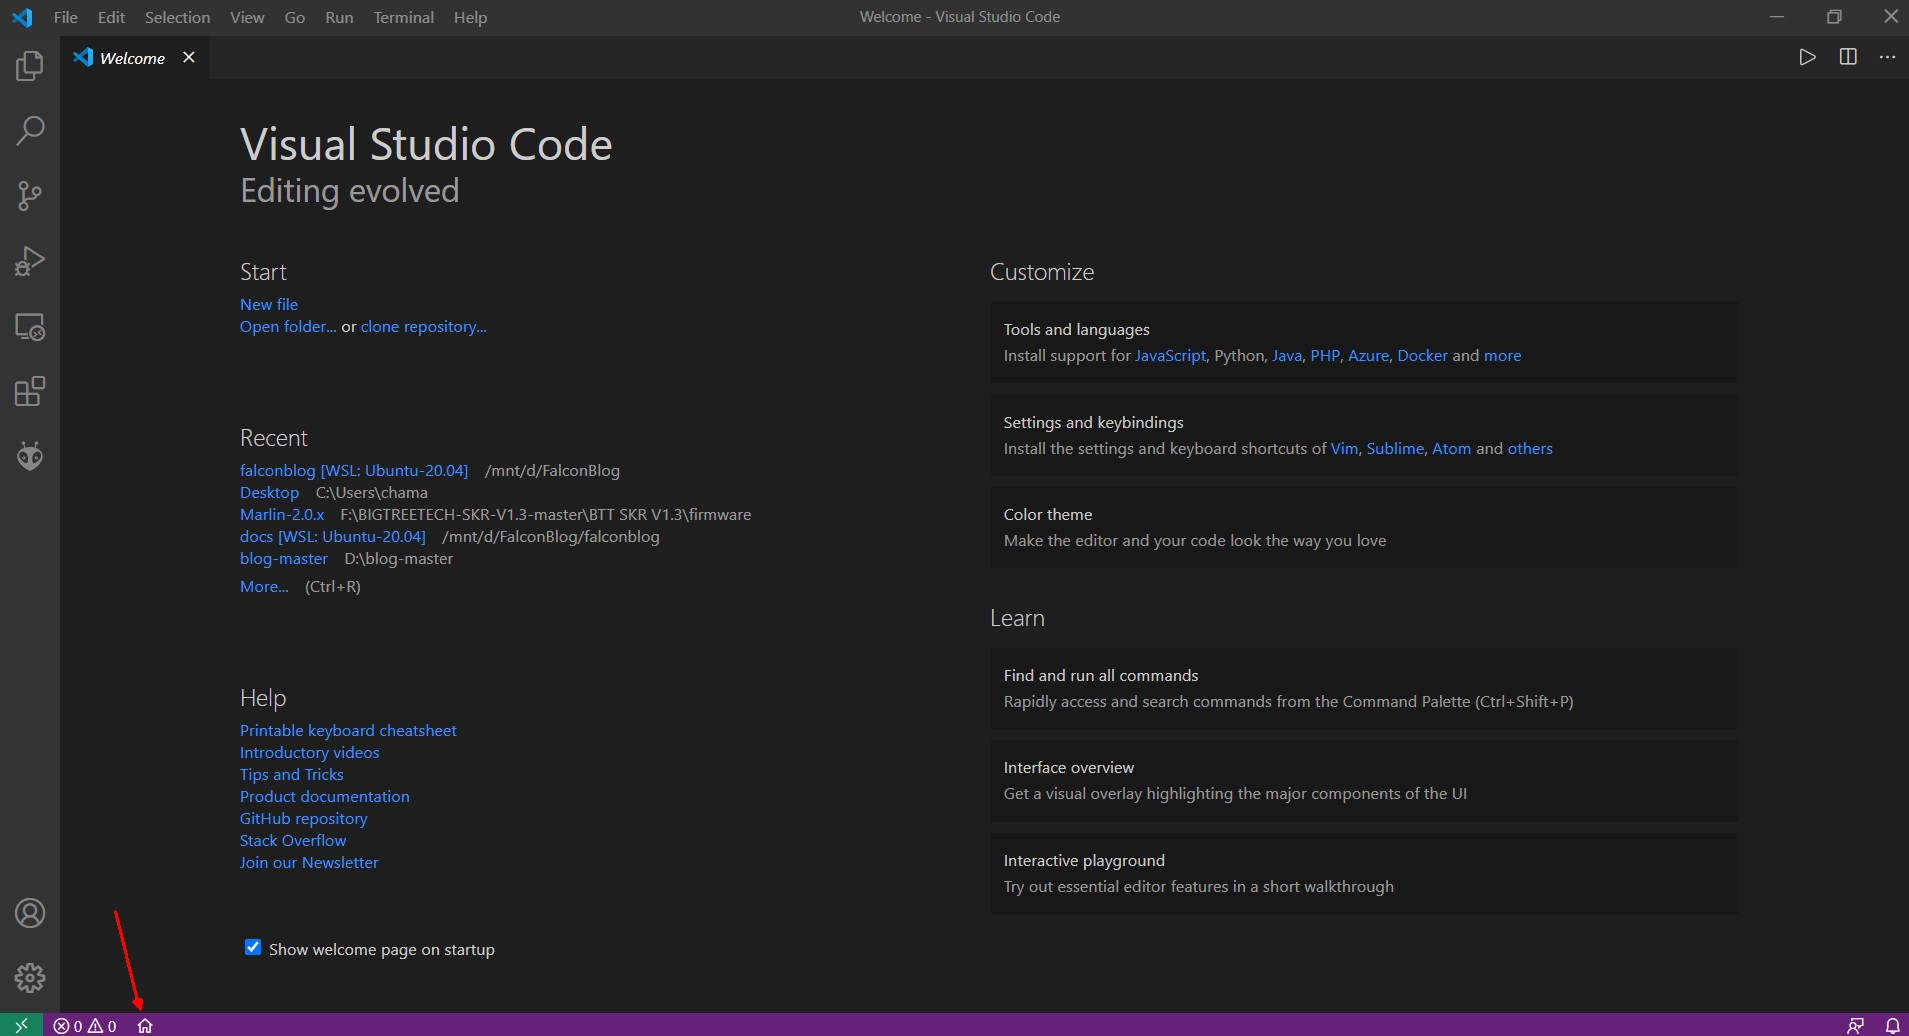 File Edit Selection View Go Run Terminal Help
Welcome - Visual Studio Code
Welcome
Visual Studio Code
Editing evolved
Start
New file
Open folder... or clone repository...
Recent
falconblog [WSL: Ubuntu-20.04] /mnt/d/FalconBlog
Desktop C:\Users\chama
Marlin-2.0.x F:\BIGTREETECH-SKR-V1.3-master\BTT SKR V1.3\firmware
docs [WSL: Ubuntu-20.04] /mnt/d/FalconBlog/falconblog
blog-master D:\blog-master
More... (Ctrl+R)
Help
Printable keyboard cheatsheet
Introductory videos
Tips and Tricks
Product documentation
GitHub repository
Stack Overflow
Join our Newsletter
Show welcome page on startup
Customize
Tools and languages
Install support for JavaScript, Python, Java, PHP, Azure, Docker and more
Settings and keybindings
Install the settings and keyboard shortcuts of Vim, Sublime, Atom and others
Color theme
Make the editor and your code look the way you love
Learn
Find and run all commands
Rapidly access and search commands from the Command Palette (Ctrl+Shift+P)
Interface overview
Get a visual overlay highlighting the major components of the UI
Interactive playground
Try out essential editor features in a short walkthrough
0 0